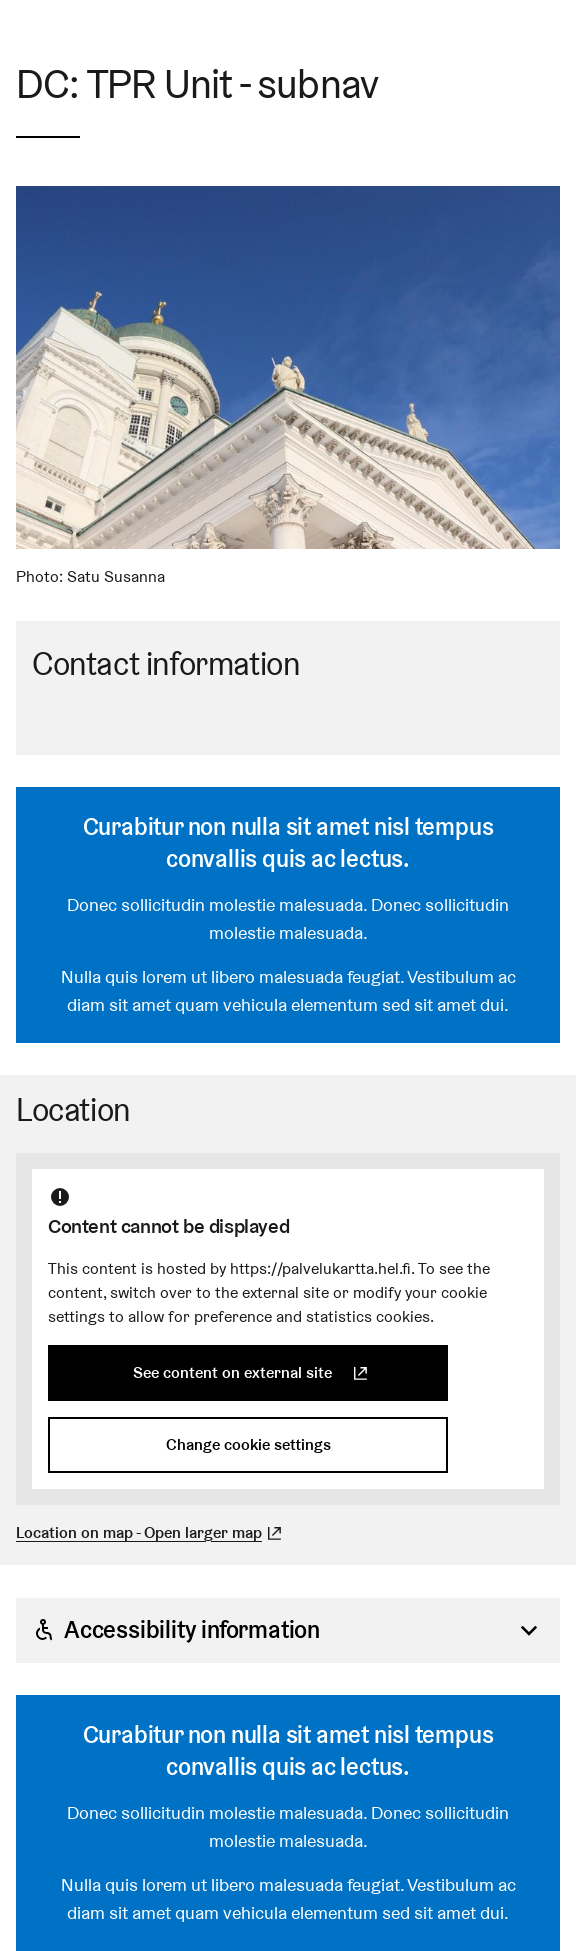 DC: TPR Unit - subnav
Photo: Satu Susanna
Contact information
Curabitur non nulla sit amet nisl tempus
convallis quis ac lectus.
Donec sollicitudin molestie malesuada. Donec sollicitudin
molestie malesuada.
Nulla quis lorem ut libero malesuada feugiat. Vestibulum ac
diam sit amet quam vehicula elementum sed sit amet dui.
Location
Content cannot be displayed
This content is hosted by https://palvelukartta.hel.fi. To see the
content, switch over to the external site or modify your cookie
settings to allow for preference and statistics cookies.
See content on external site
Change cookie settings
Location on map - Open larger map
Accessibility information
Curabitur non nulla sit amet nisl tempus
convallis quis ac lectus.
Donec sollicitudin molestie malesuada. Donec sollicitudin
molestie malesuada.
Nulla quis lorem ut libero malesuada feugiat. Vestibulum ac
diam sit amet quam vehicula elementum sed sit amet dui.